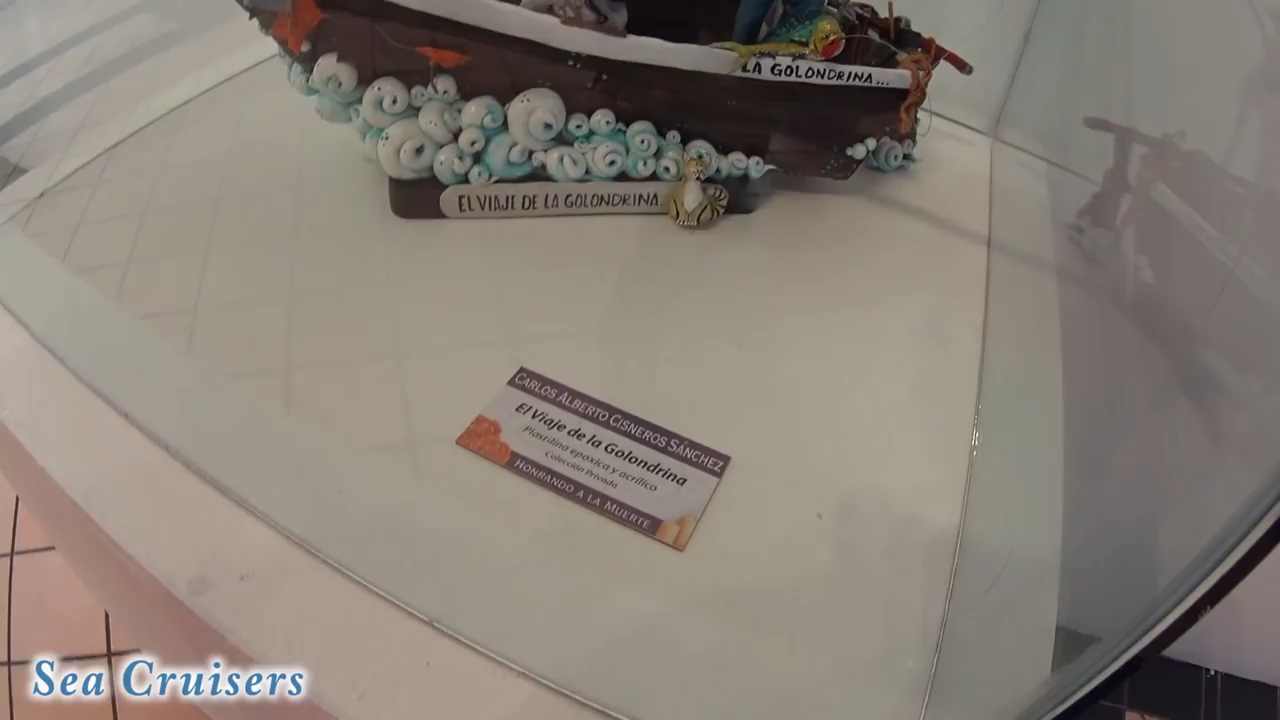 LA GOLONDRINA...
EL VIAJE DE LA GOLONDRINA.
CARLOS ALBERTO CISNEROS SÁNCHEZ
El Viaje de la Golondrina
Plastilina epóxica y acrílico
Colección Privada
HONRANDO A LA MUERTE
Sea Cruisers